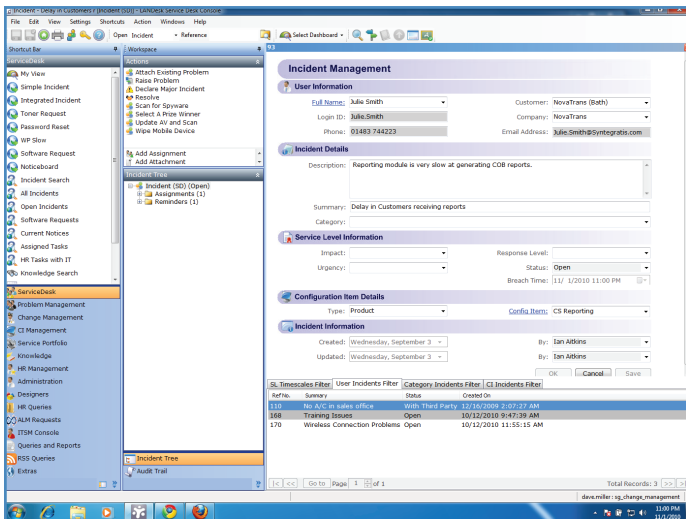 Incident - Delay in Customers r (Incident (SD)) - LANDesk Service Desk Console
File Edit View Settings Shortcuts Action Windows Help
Open Incident • Reference
Select Dashboard
Shortcut Bar
Workspace
93
ServiceDesk
My View
Simple Incident
Integrated Incident
Toner Request
Password Reset
WP Slow
Software Request
Noticeboard
Incident Search
All Incidents
Open Incidents
Software Requests
Current Notices
Assigned Tasks
HR Tasks with IT
Knowledge Search
ServiceDesk
Problem Management
Change Management
CI Management
Service Portfolio
Knowledge
HR Management
Administration
Designers
HR Queries
ALM Requests
ITSM Console
Queries and Reports
RSS Queries
Extras
Actions
Attach Existing Problem
Raise Problem
Declare Major Incident
Resolve
Scan for Spyware
Select A Prize Winner
Update AV and Scan
Wipe Mobile Device
Add Assignment
Add Attachment
Incident Tree
Incident (SD) (Open)
Assignments (1)
Reminders (1)
Incident Tree
Audit Trail
Incident Management
User Information
Full Name: Julie Smith Customer: NovaTrans (Bath)
Login ID: Julie.Smith Company: NovaTrans
Phone: 01483 744223 Email Address: Julie.Smith@Syntegratis.com
Incident Details
Description: Reporting module is very slow at generating COB reports.
Summary: Delay in Customers receiving reports
Category:
Service Level Information
Impact: Response Level:
Urgency: Status: Open
Breach Time: 11/ 1/2010 11:00 PM
Configuration Item Details
Type: Product Config Item: CS Reporting
Incident Information
Created: Wednesday, September 3 By: Ian Aitkins
Updated: Wednesday, September 3 By: Ian Aitkins
OK Cancel Save
SL Timescales Filter User Incidents Filter Category Incidents Filter CI Incidents Filter
Ref No. Summary Status Created On
110 No A/C in sales office With Third Party 12/16/2009 2:07:27 AM
168 Training Issues Open 10/12/2010 9:47:39 AM
170 Wireless Connection Problems Open 10/12/2010 11:55:15 AM
|< << Go to Page 1 of 1 Total Records: 3 >> >|
dave.miller : sg_change_management
11:00 PM
11/1/2010